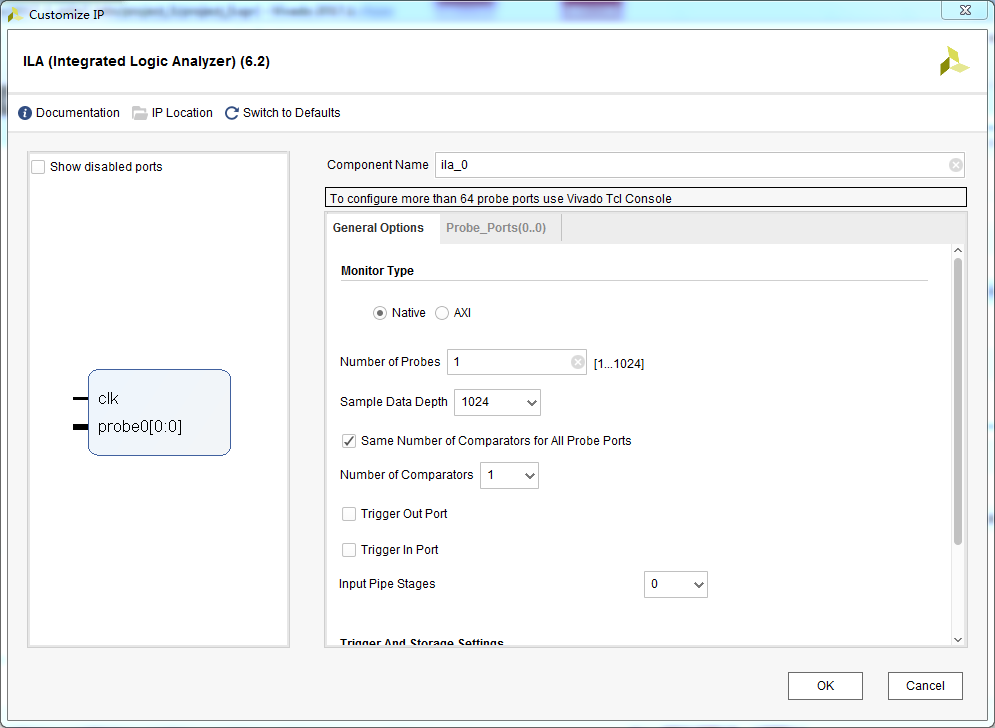 Customize IP
ILA (Integrated Logic Analyzer) (6.2)
Documentation IP Location Switch to Defaults
Show disabled ports
clk
probe0[0:0]
Component Name ila_0
To configure more than 64 probe ports use Vivado Tcl Console
General Options Probe_Ports(0..0)
Monitor Type
Native AXI
Number of Probes 1 [1...1024]
Sample Data Depth 1024
Same Number of Comparators for All Probe Ports
Number of Comparators 1
Trigger Out Port
Trigger In Port
Input Pipe Stages 0
Trigger And Storage Settings
OK Cancel